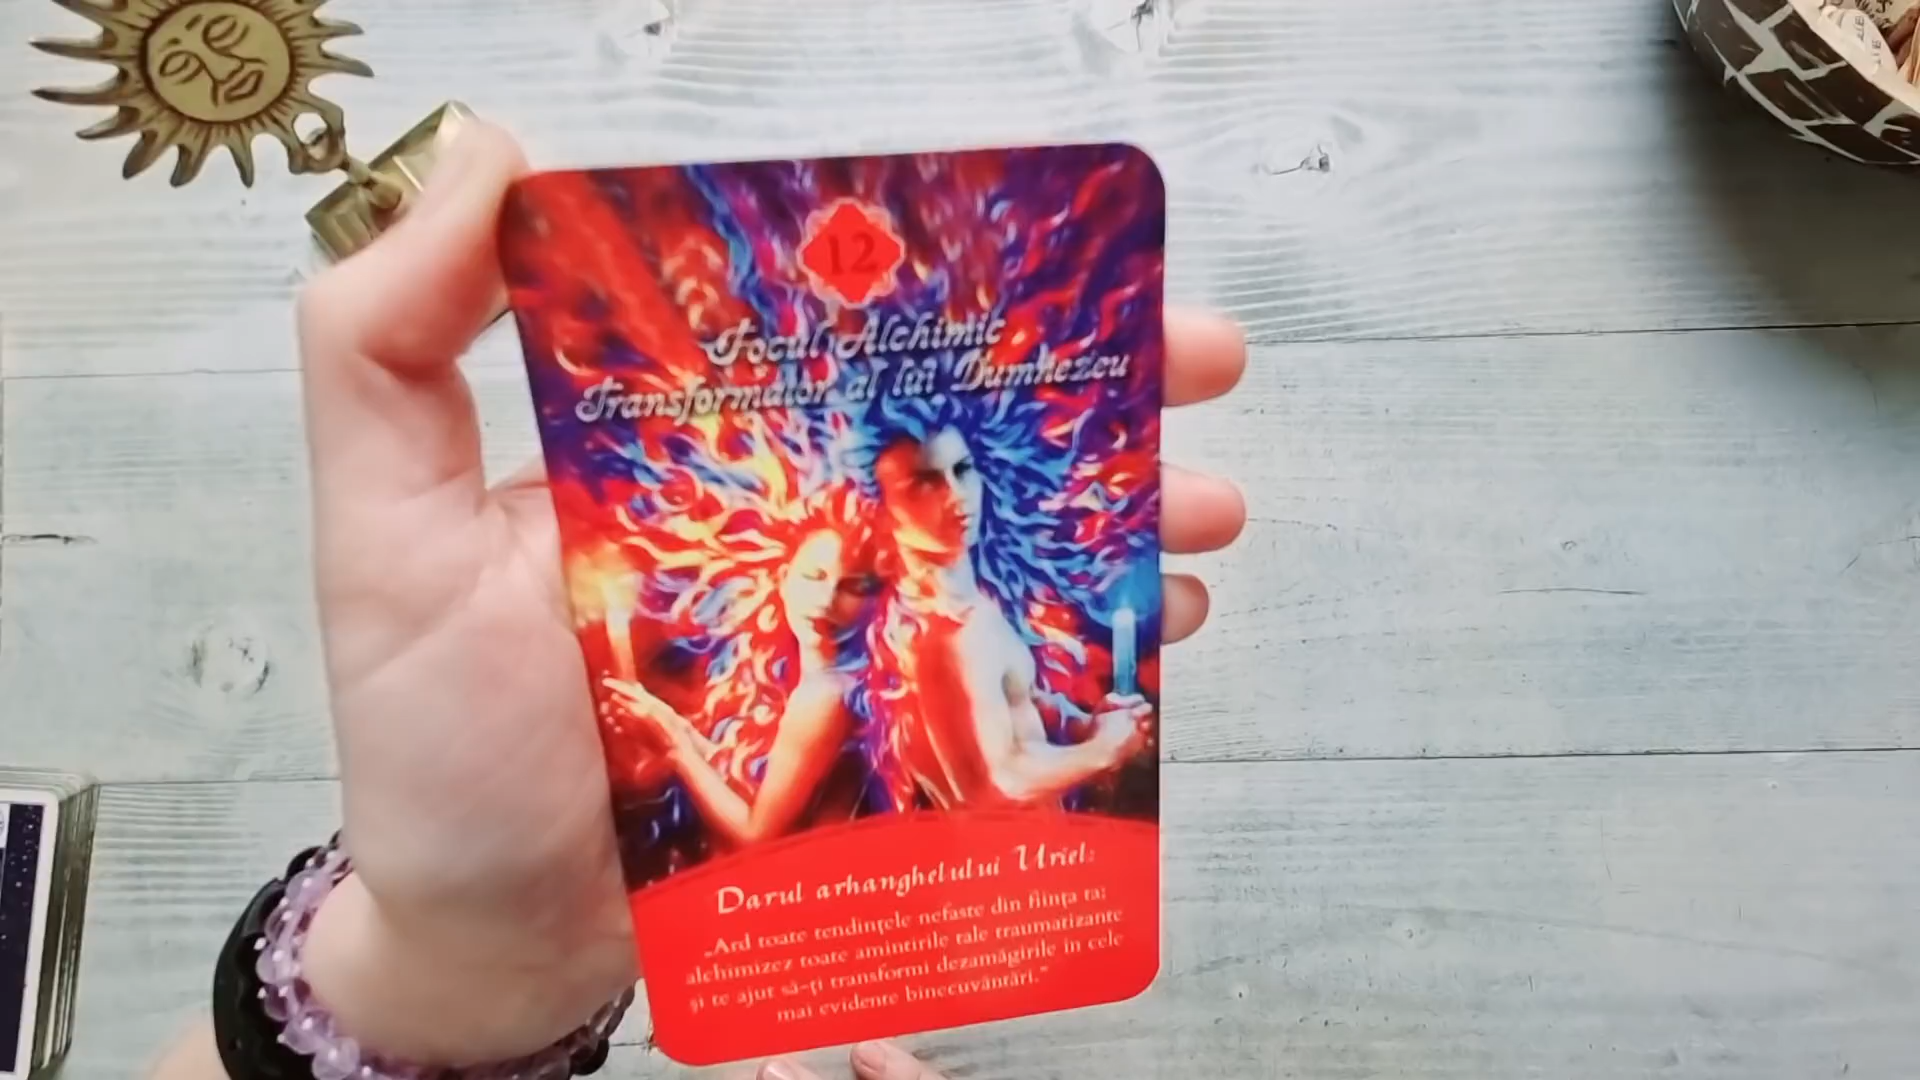 12
Focul Alchimic
Transformator al lui Dumnezeu
Darul arhanghelului Uriel:
„Ard toate tendințele nefaste din ființa ta;
alchimizez toate amintirile tale traumatizante
și te ajut să-ți transformi dezamăgirile în cele
mai evidente binecuvântări.”